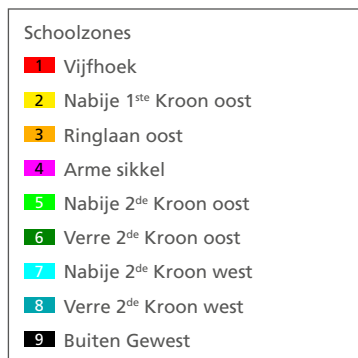 Schoolzones
1 Vijfhoek
2 Nabije 1ste Kroon oost
3 Ringlaan oost
4 Arme sikkel
5 Nabije 2de Kroon oost
6 Verre 2de Kroon oost
7 Nabije 2de Kroon west
8 Verre 2de Kroon west
9 Buiten Gewest